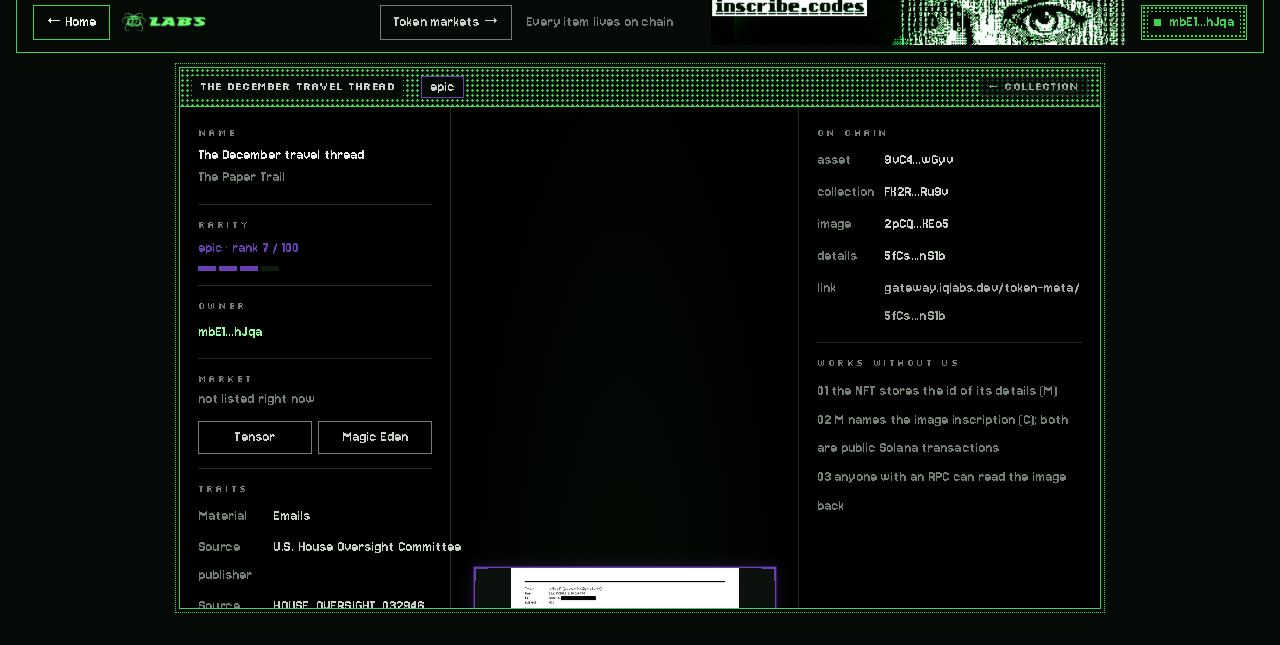 ← Home
LABS
Token markets →
Every item lives on chain
inscribe.codes
mbE1...hJqa
THE DECEMBER TRAVEL THREAD
epic
← COLLECTION
NAME
The December travel thread
The Paper Trail
RARITY
epic · rank 7 / 100
OWNER
mbE1...hJqa
MARKET
not listed right now
Tensor
Magic Eden
TRAITS
Material Emails
Source U.S. House Oversight Committee
publisher
Source HOUSE_OVERSIGHT_032946
ON CHAIN
asset 9vC4...wGyv
collection FH2R...Ru9v
image 2pCQ...HEo5
details 5fCs...nS1b
link gateway.iqlabs.dev/token-meta/
5fCs...nS1b
WORKS WITHOUT US
01 the NFT stores the id of its details (M)
02 M names the image inscription (C); both
are public Solana transactions
03 anyone with an RPC can read the image
back